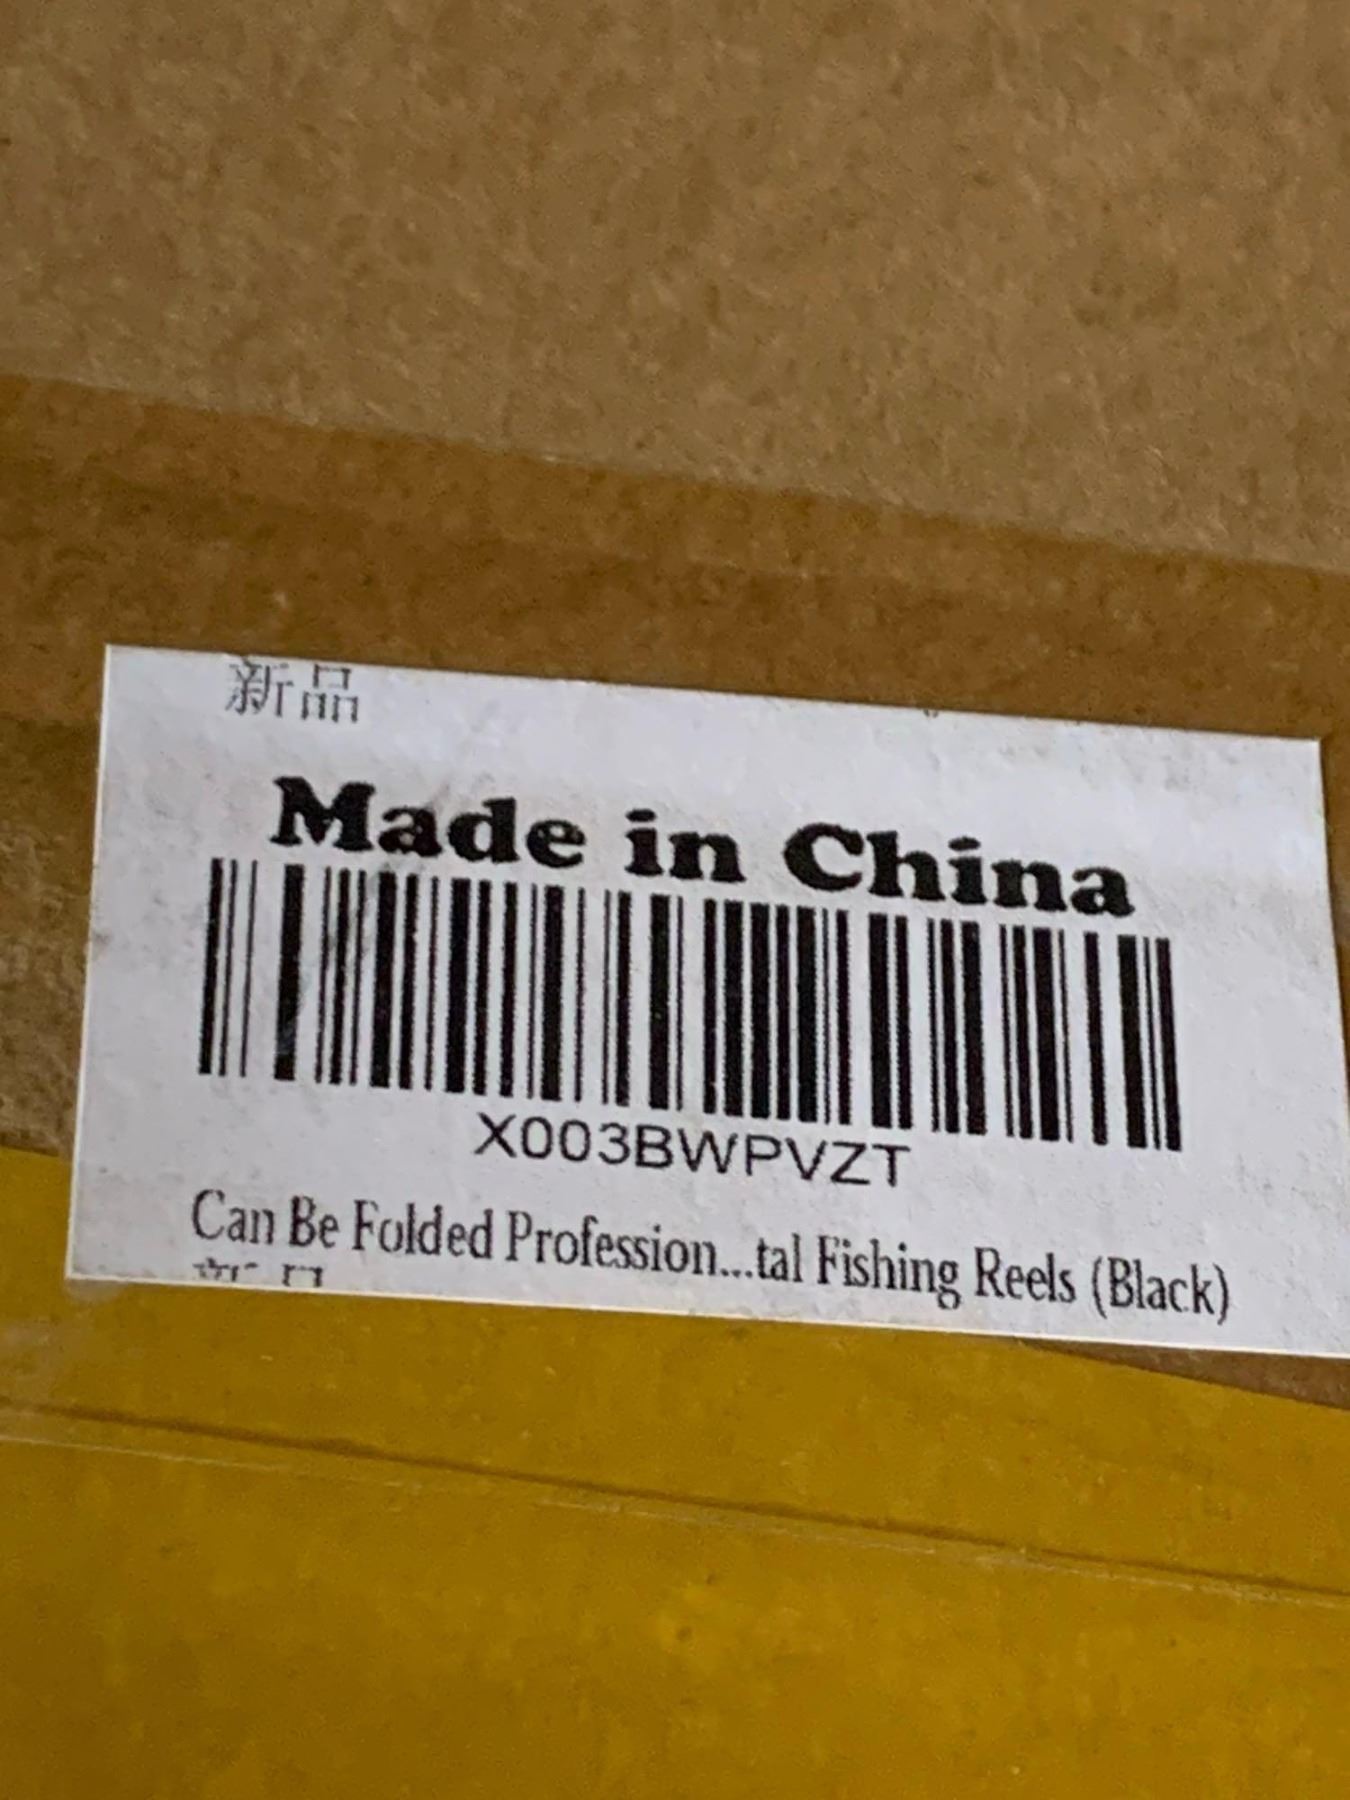 新品
Made in China
X003BWPVZT
Can Be Folded Profession...tal Fishing Reels (Black)